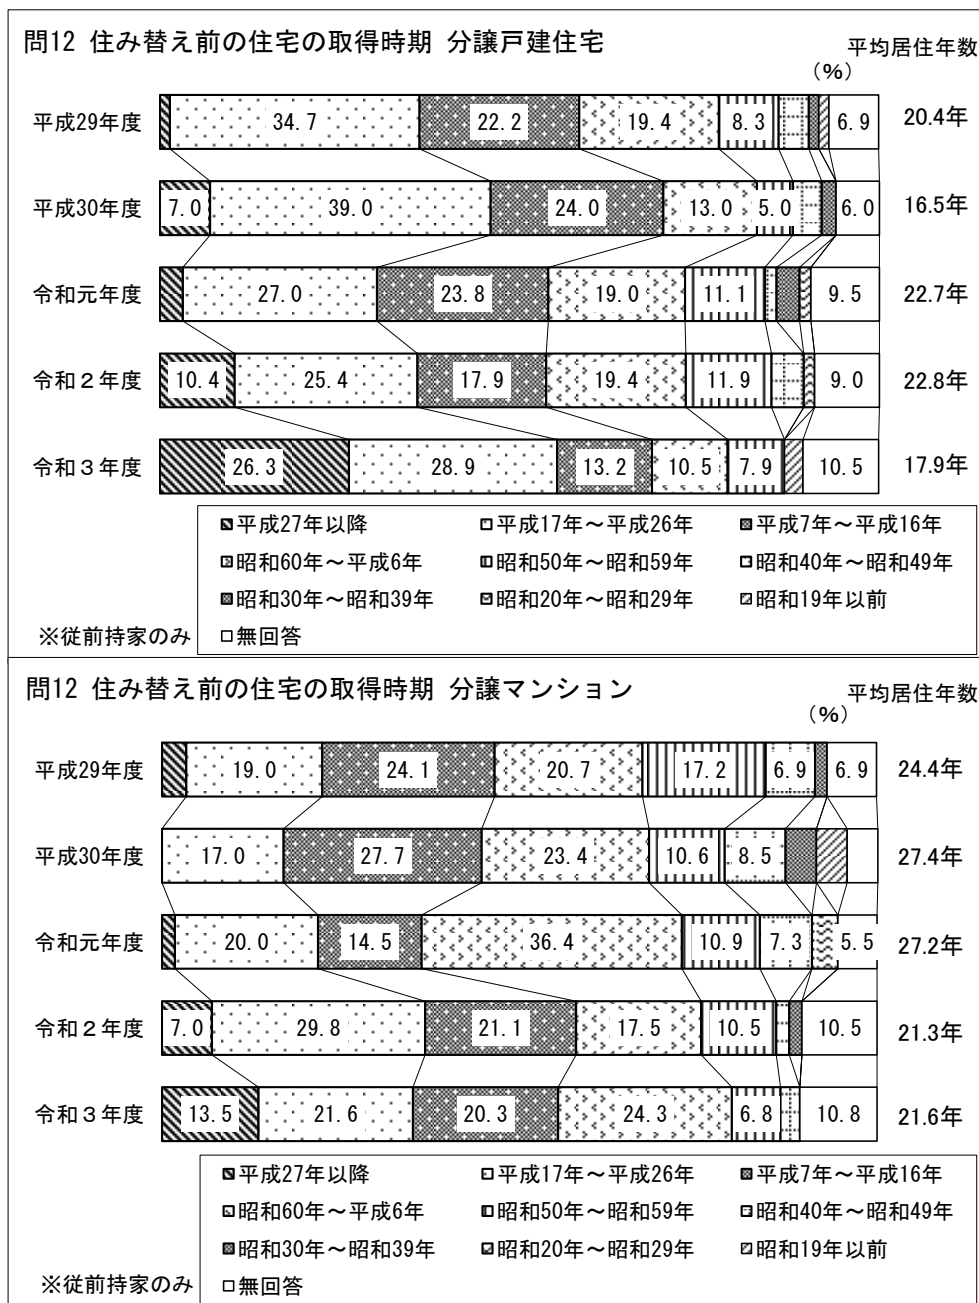 問12 住み替え前の住宅の取得時期 分譲戸建住宅
平均居住年数
(%)
平成29年度 34.7 22.2 19.4 8.3 6.9 20.4年
平成30年度 7.0 39.0 24.0 13.0 5.0 6.0 16.5年
令和元年度 27.0 23.8 19.0 11.1 9.5 22.7年
令和2年度 10.4 25.4 17.9 19.4 11.9 9.0 22.8年
令和3年度 26.3 28.9 13.2 10.5 7.9 10.5 17.9年
平成27年以降 平成17年～平成26年 平成7年～平成16年
昭和60年～平成6年 昭和50年～昭和59年 昭和40年～昭和49年
昭和30年～昭和39年 昭和20年～昭和29年 昭和19年以前
※従前持家のみ 無回答
問12 住み替え前の住宅の取得時期 分譲マンション
平均居住年数
(%)
平成29年度 19.0 24.1 20.7 17.2 6.9 6.9 24.4年
平成30年度 17.0 27.7 23.4 10.6 8.5 27.4年
令和元年度 20.0 14.5 36.4 10.9 7.3 5.5 27.2年
令和2年度 7.0 29.8 21.1 17.5 10.5 10.5 21.3年
令和3年度 13.5 21.6 20.3 24.3 6.8 10.8 21.6年
平成27年以降 平成17年～平成26年 平成7年～平成16年
昭和60年～平成6年 昭和50年～昭和59年 昭和40年～昭和49年
昭和30年～昭和39年 昭和20年～昭和29年 昭和19年以前
※従前持家のみ 無回答